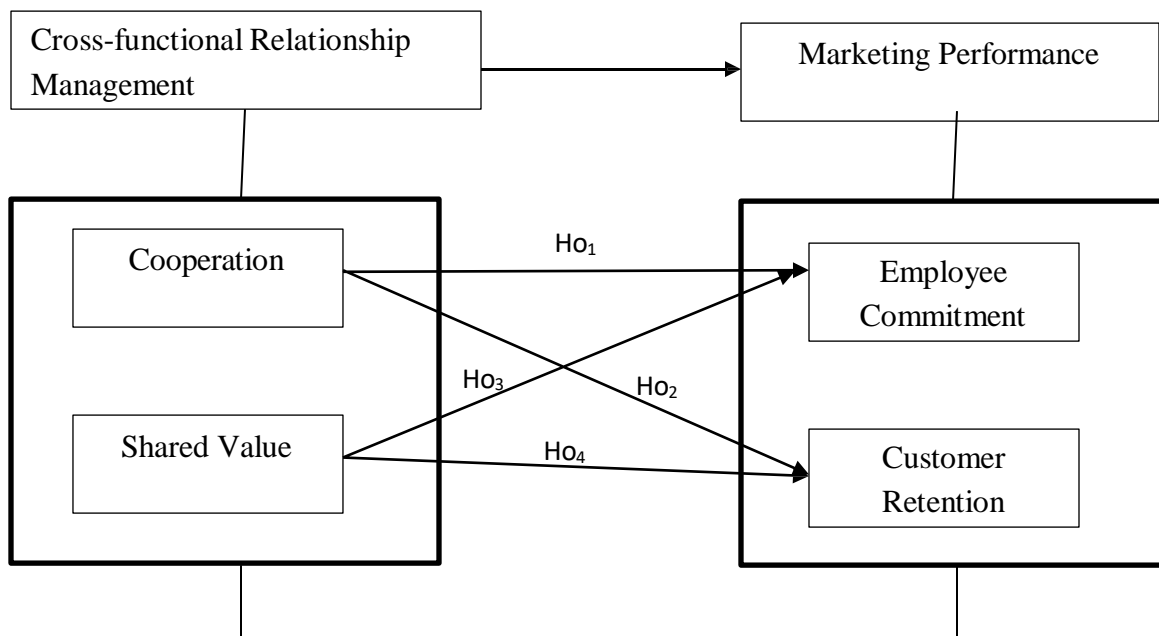 Cross-functional Relationship
Management
Marketing Performance
Cooperation
Ho₁
Employee
Commitment
Ho₃
Ho₂
Shared Value
Ho₄
Customer
Retention